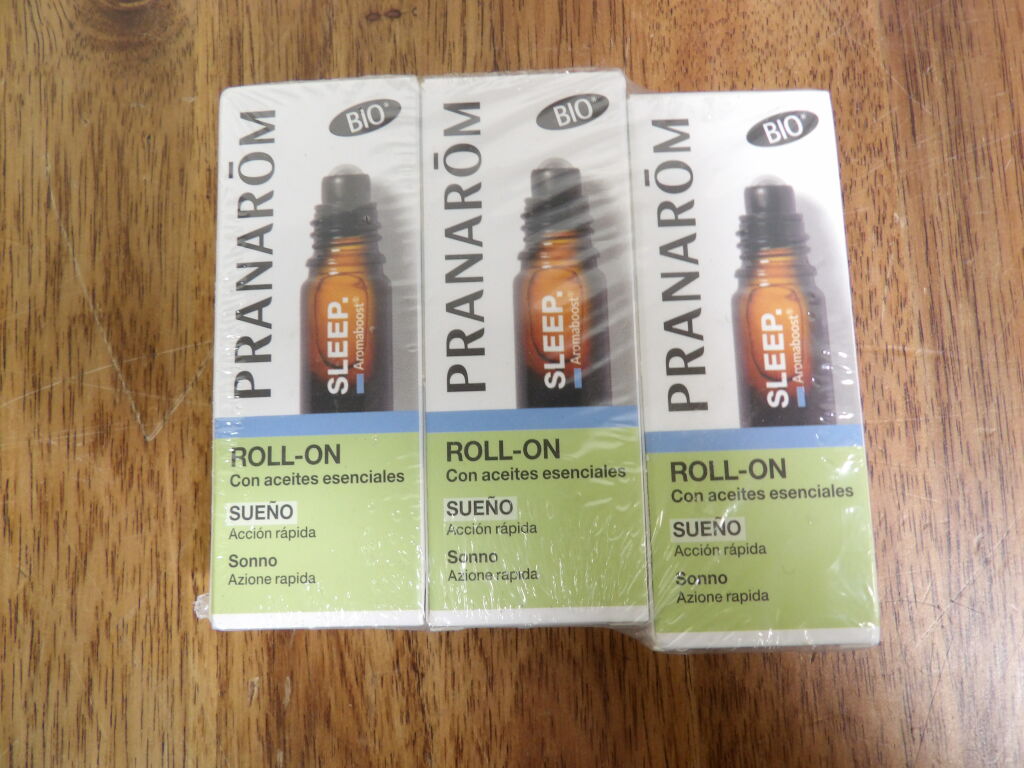 PRANARŌM
BIO®
SLEEP.
Aromaboost®
ROLL-ON
Con aceites esenciales
SUEÑO
Acción rápida
Sonno
Azione rapida
PRANARŌM
BIO®
SLEEP.
Aromaboost®
ROLL-ON
Con aceites esenciales
SUEÑO
Acción rápida
Sonno
Azione rapida
PRANARŌM
BIO®
SLEEP.
Aromaboost®
ROLL-ON
Con aceites esenciales
SUEÑO
Acción rápida
Sonno
Azione rapida